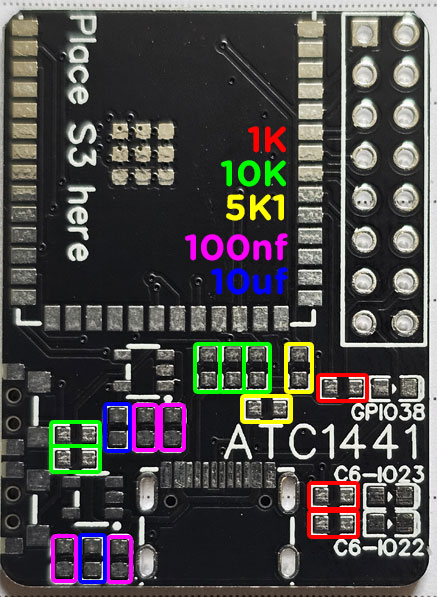 Place S3 here
1K
10K
5K1
100nf
10uf
GPIO38
ATC1441
C6-IO23
C6-IO22